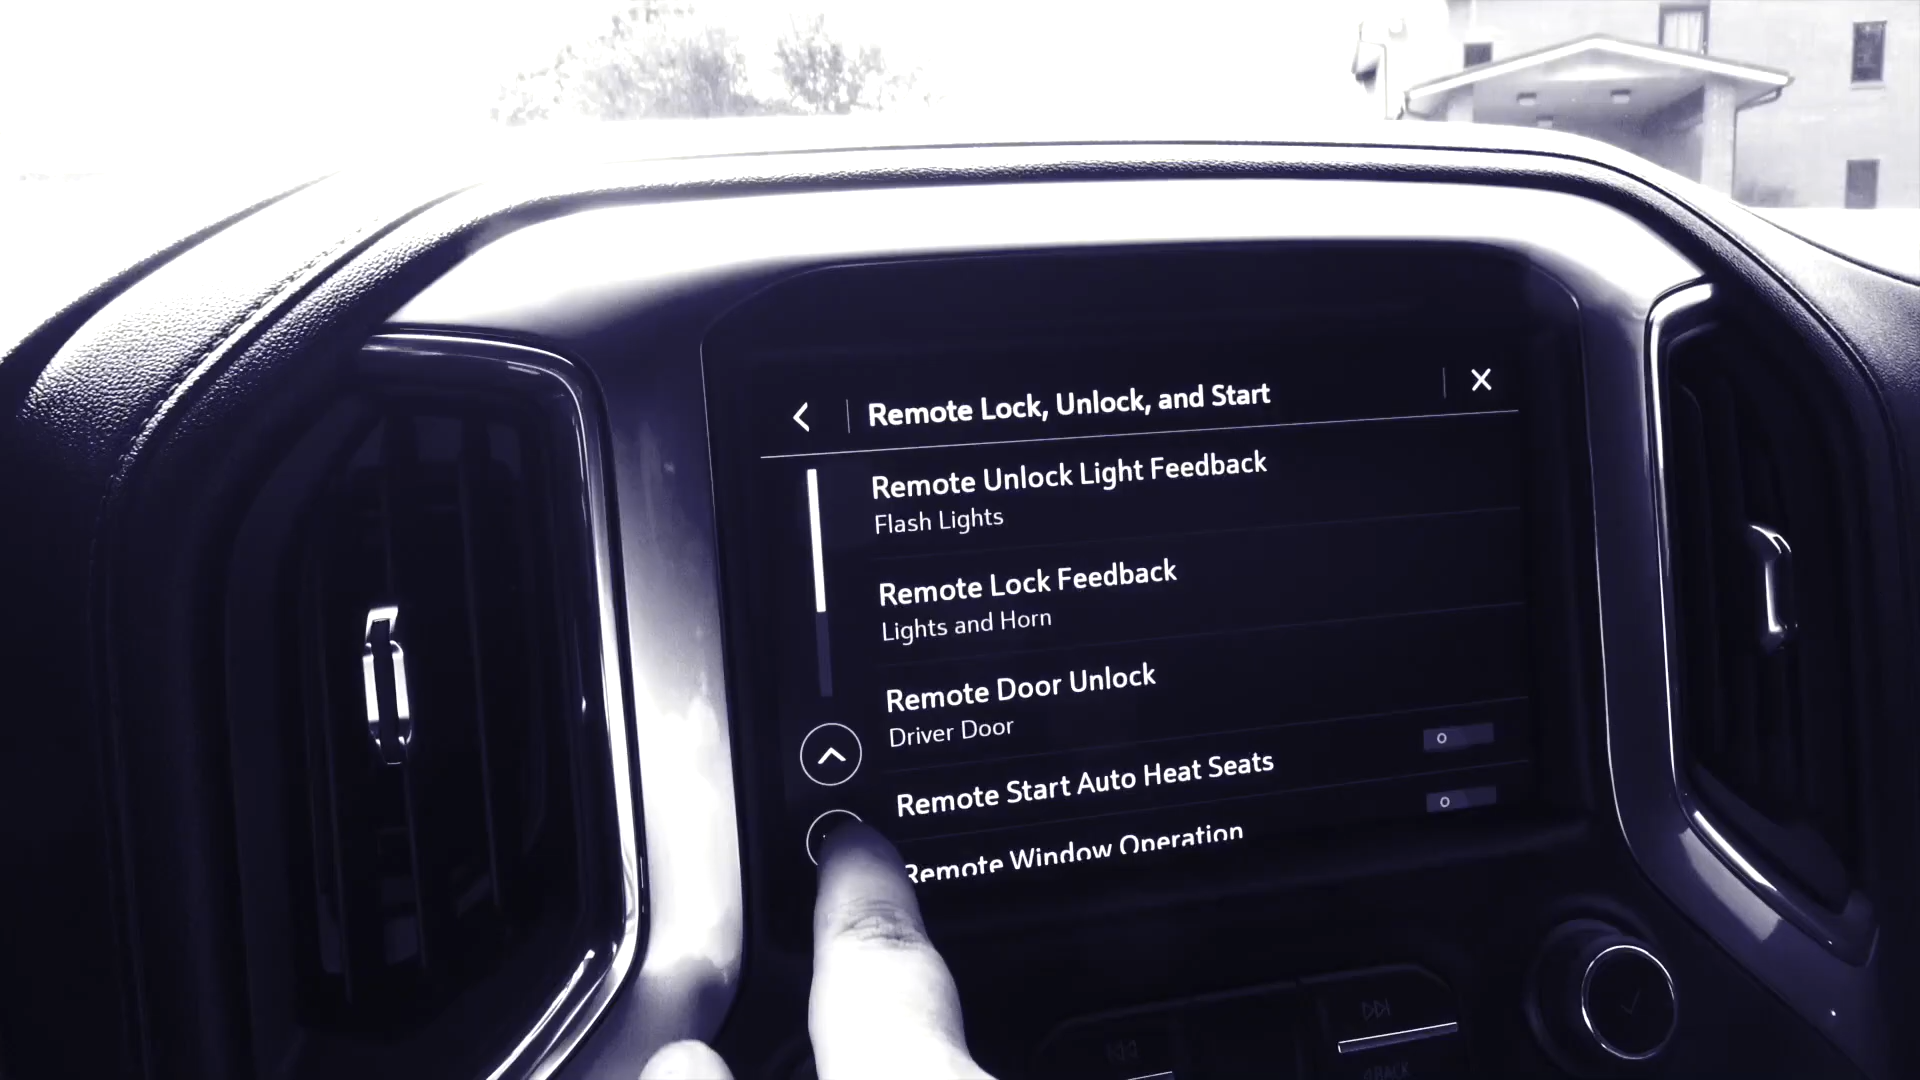 Remote Lock, Unlock, and Start
Remote Unlock Light Feedback
Flash Lights
Remote Lock Feedback
Lights and Horn
Remote Door Unlock
Driver Door
Remote Start Auto Heat Seats
Remote Window Operation
BACK